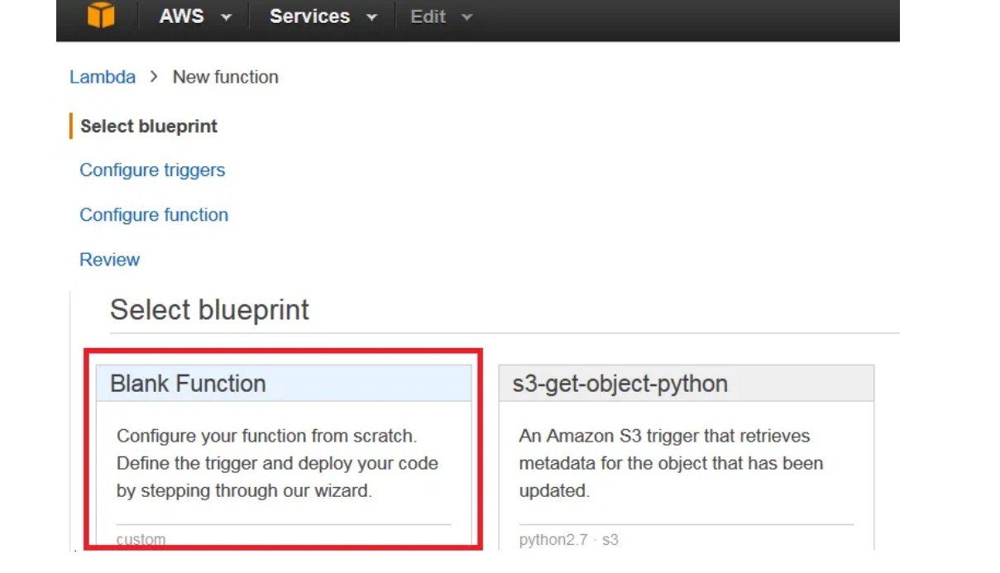 AWS Services Edit
Lambda > New function
Select blueprint
Configure triggers
Configure function
Review
Select blueprint
Blank Function
Configure your function from scratch.
Define the trigger and deploy your code
by stepping through our wizard.
custom
s3-get-object-python
An Amazon S3 trigger that retrieves
metadata for the object that has been
updated.
python2.7 · s3